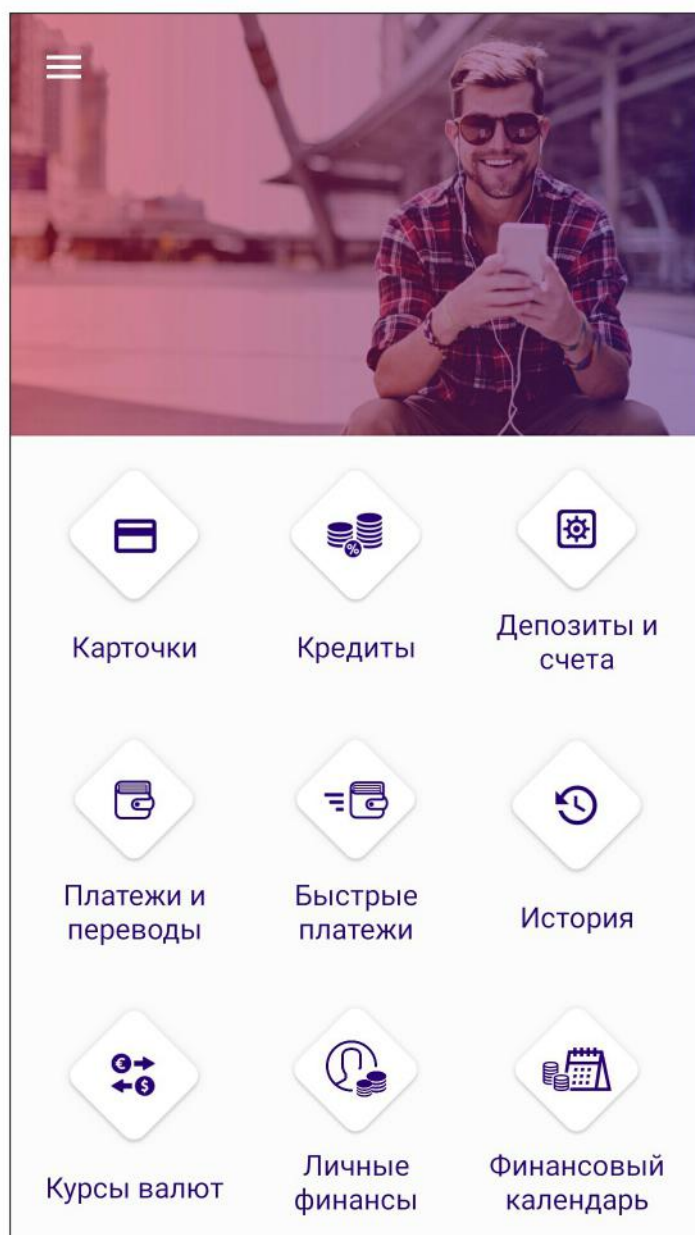 Карточки
Кредиты
Депозиты и
счета
Платежи и
переводы
Быстрые
платежи
История
Курсы валют
Личные
финансы
Финансовый
календарь